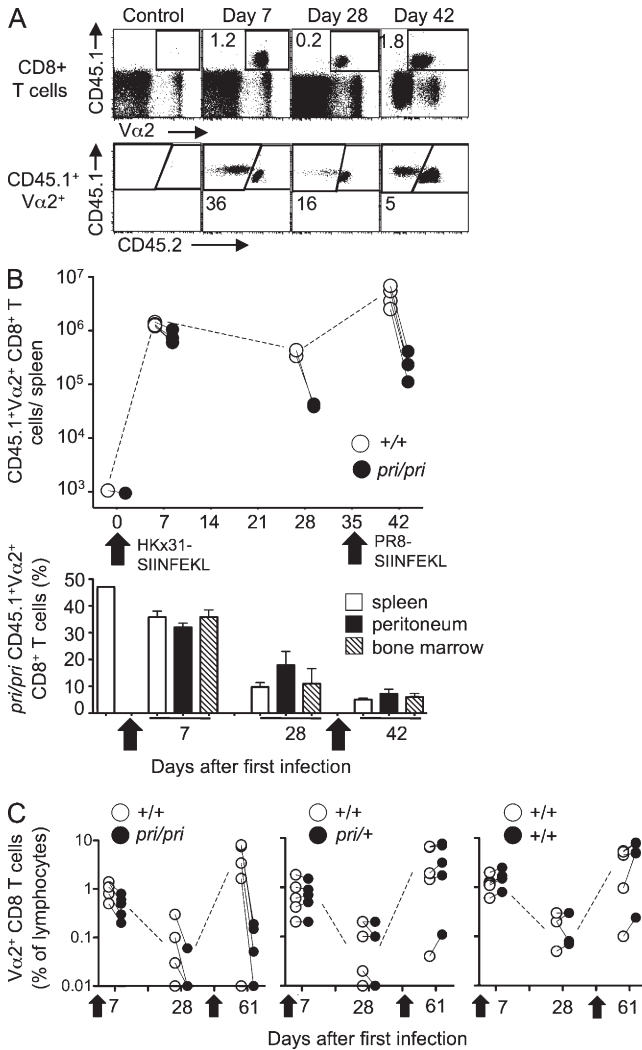 A
Control Day 7 Day 28 Day 42
CD8+
T cells
CD45.1
1.2 0.2 1.8
Vα2
CD45.1⁺
Vα2⁺
CD45.1
36 16 5
CD45.2
B
CD45.1⁺Vα2⁺ CD8⁺ T
cells/ spleen
10⁷
10⁶
10⁵
10⁴
10³
+/+
pri/pri
0 7 14 21 28 35 42
HKx31-
SIINFEKL
PR8-
SIINFEKL
pri/pri CD45.1⁺Vα2⁺
CD8⁺ T cells (%)
50
40
30
20
10
0
spleen
peritoneum
bone marrow
7 28 42
Days after first infection
C
+/+ +/+ +/+
pri/pri pri/+ +/+
Vα2⁺ CD8 T cells
(% of lymphocytes)
10
1
0.1
0.01
7 28 61 7 28 61 7 28 61
Days after first infection